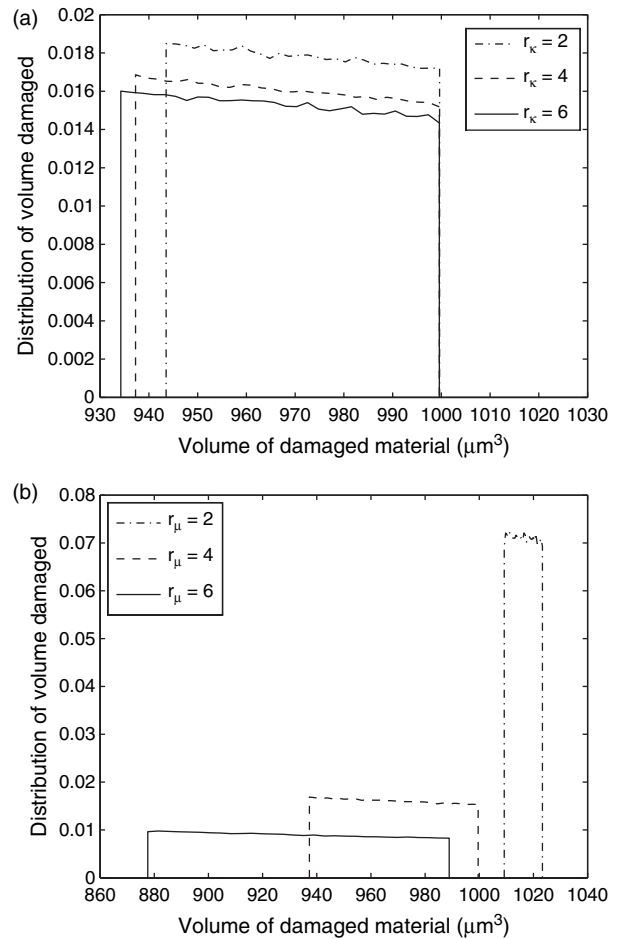 (a)
0.02
0.018
0.016
0.014
0.012
0.01
0.008
0.006
0.004
0.002
0
Distribution of volume damaged
r_κ = 2
r_κ = 4
r_κ = 6
930 940 950 960 970 980 990 1000 1010 1020 1030
Volume of damaged material (μm³)
(b)
0.08
0.07
0.06
0.05
0.04
0.03
0.02
0.01
0
Distribution of volume damaged
r_μ = 2
r_μ = 4
r_μ = 6
860 880 900 920 940 960 980 1000 1020 1040
Volume of damaged material (μm³)